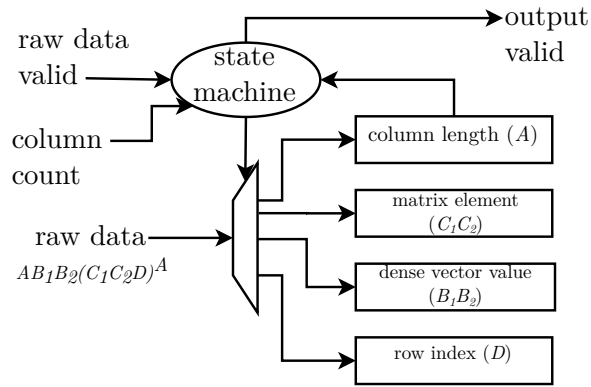 output
valid
raw data
valid
state
machine
column
count
column length (A)
matrix element
(C₁C₂)
raw data
AB₁B₂(C₁C₂D)ᴬ
dense vector value
(B₁B₂)
row index (D)